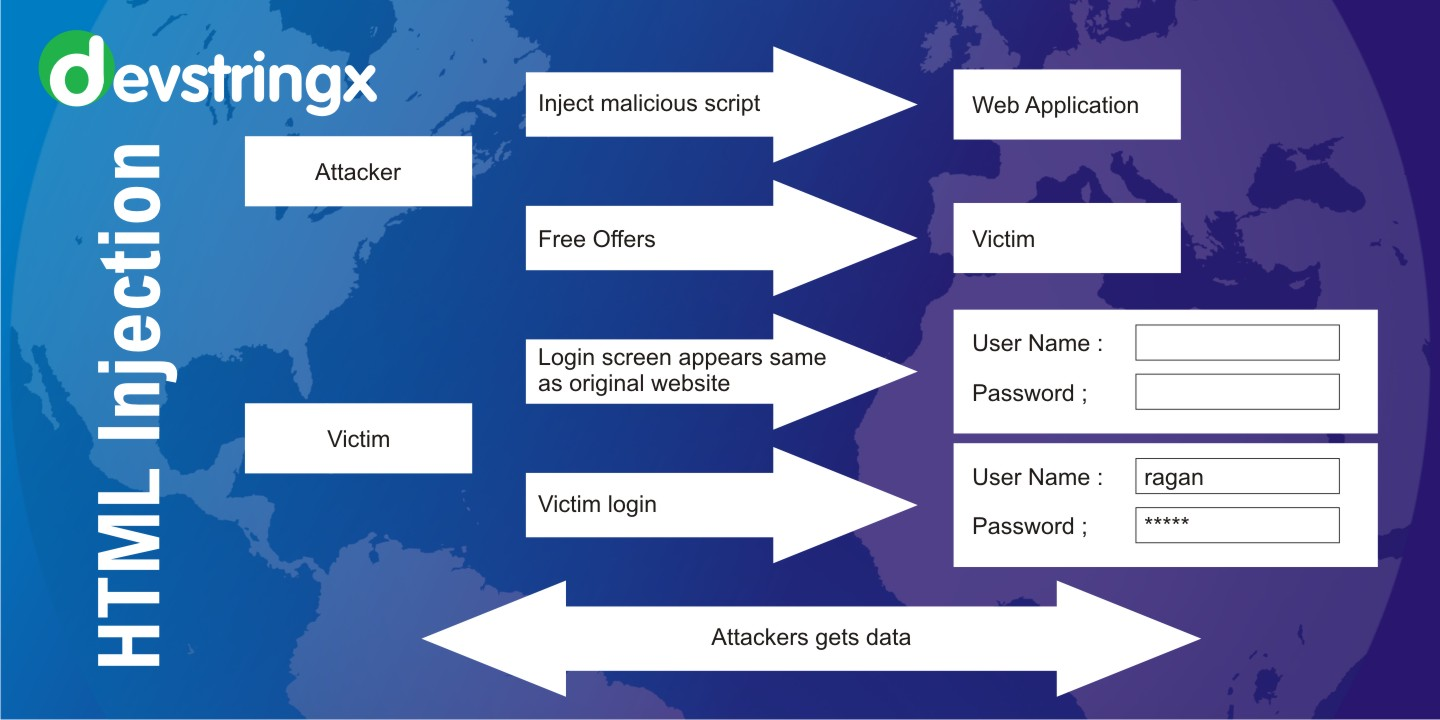 devstringx
HTML Injection
Attacker
Inject malicious script
Web Application
Free Offers
Victim
Victim
Login screen appears same
as original website
User Name :
Password ;
Victim login
User Name : ragan
Password ; *****
Attackers gets data